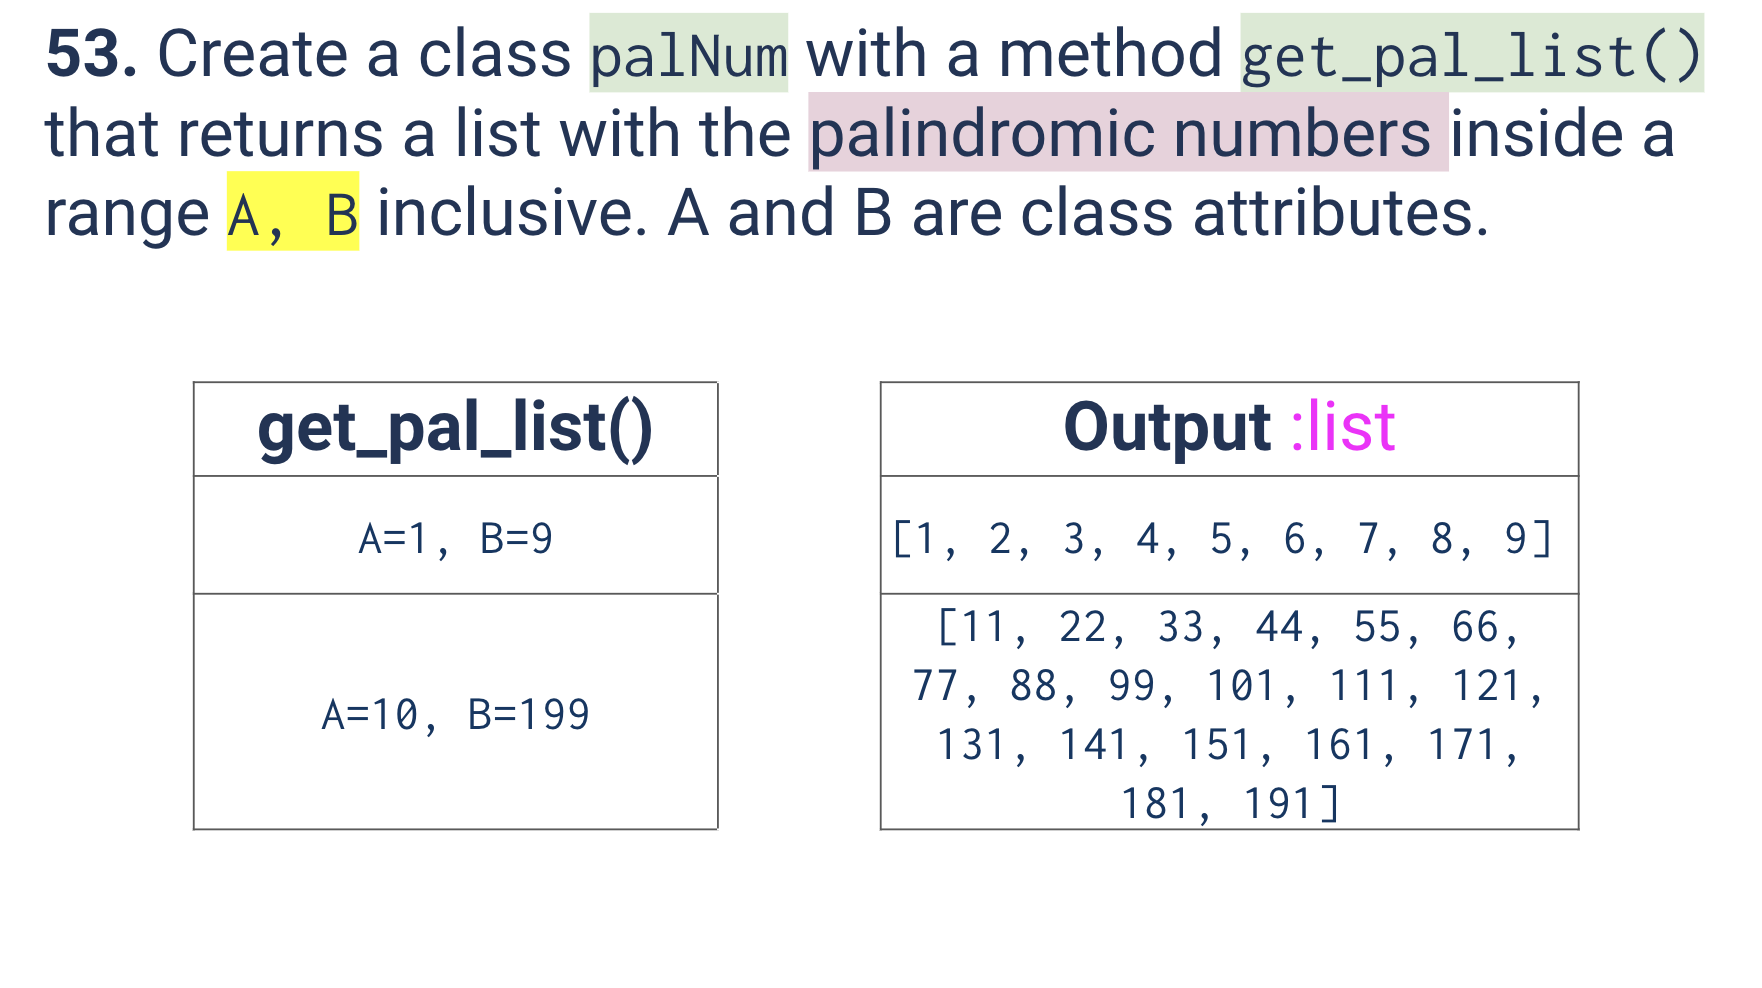 53. Create a class palNum with a method get_pal_list()
that returns a list with the palindromic numbers inside a
range A, B inclusive. A and B are class attributes.
get_pal_list()
Output :list
A=1, B=9
[1, 2, 3, 4, 5, 6, 7, 8, 9]
A=10, B=199
[11, 22, 33, 44, 55, 66,
77, 88, 99, 101, 111, 121,
131, 141, 151, 161, 171,
181, 191]